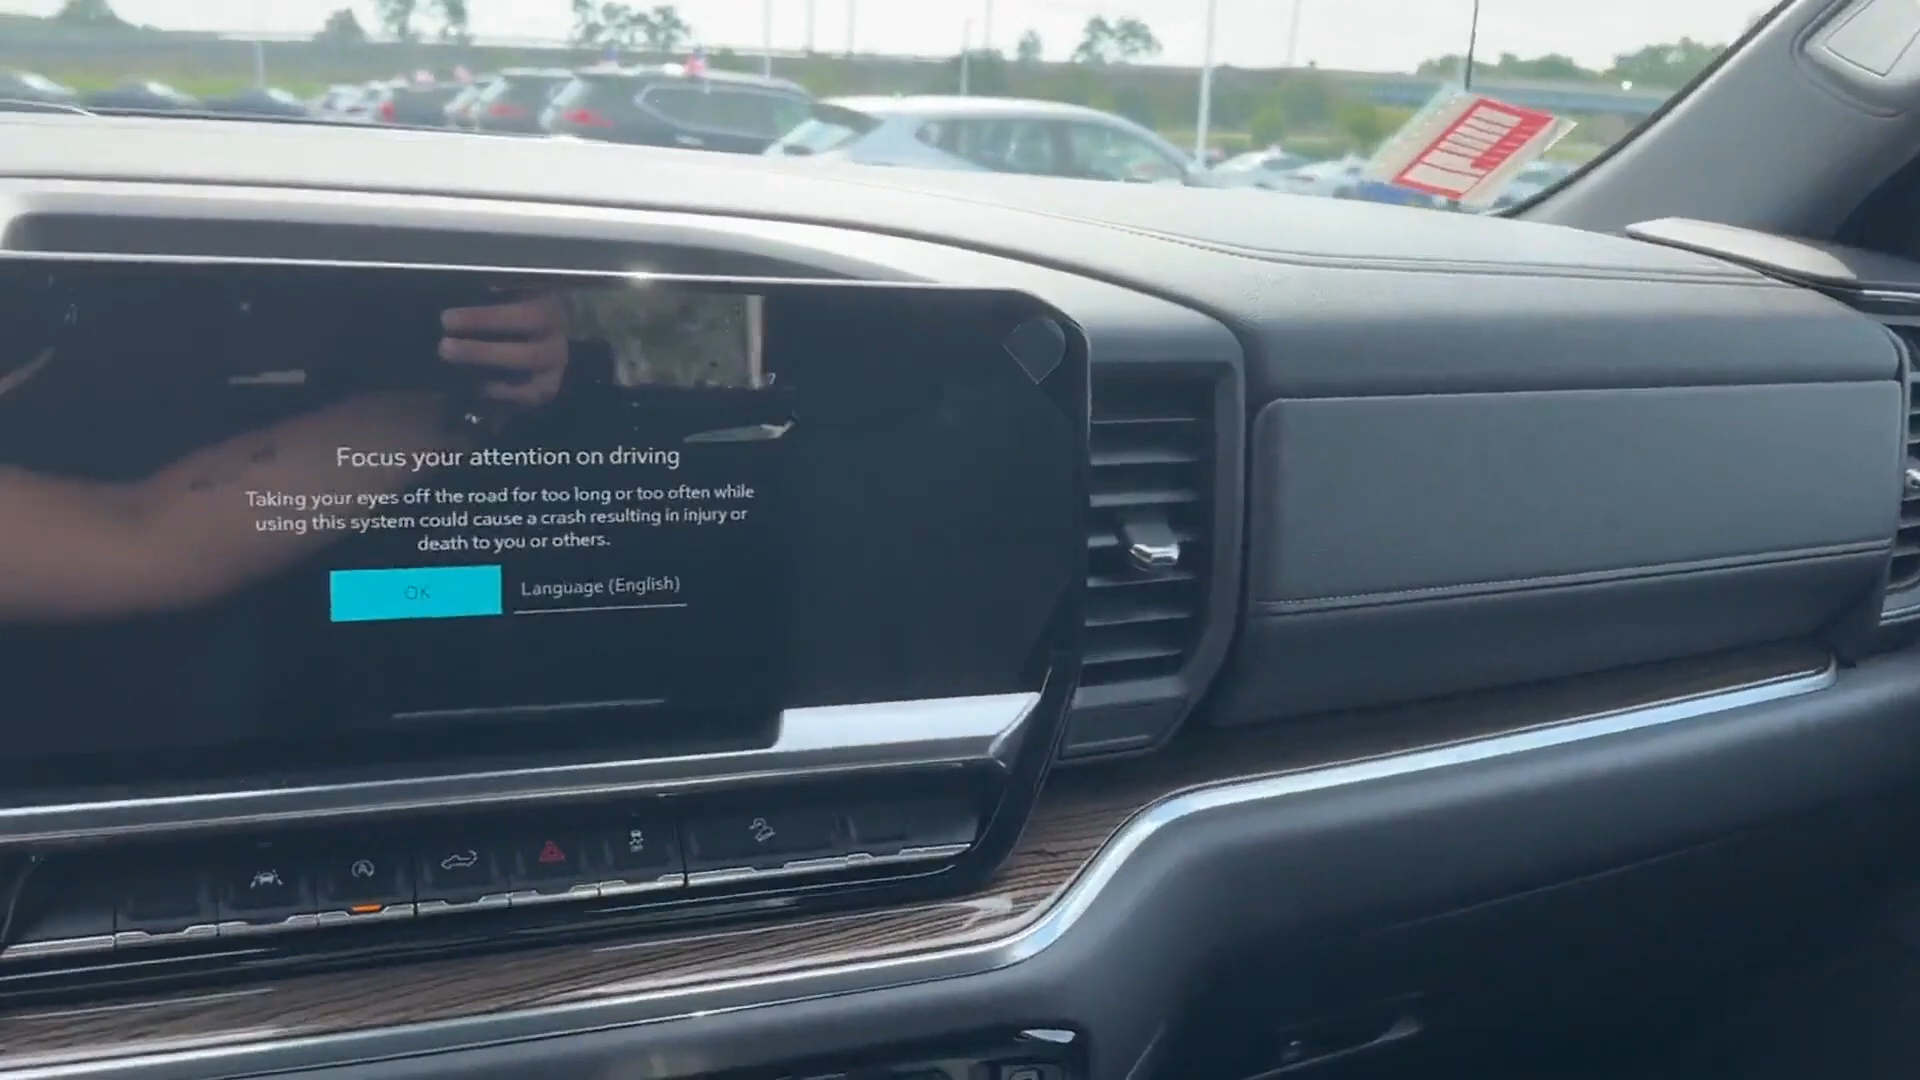 Focus your attention on driving
Taking your eyes off the road for too long or too often while
using this system could cause a crash resulting in injury or
death to you or others.
OK
Language (English)